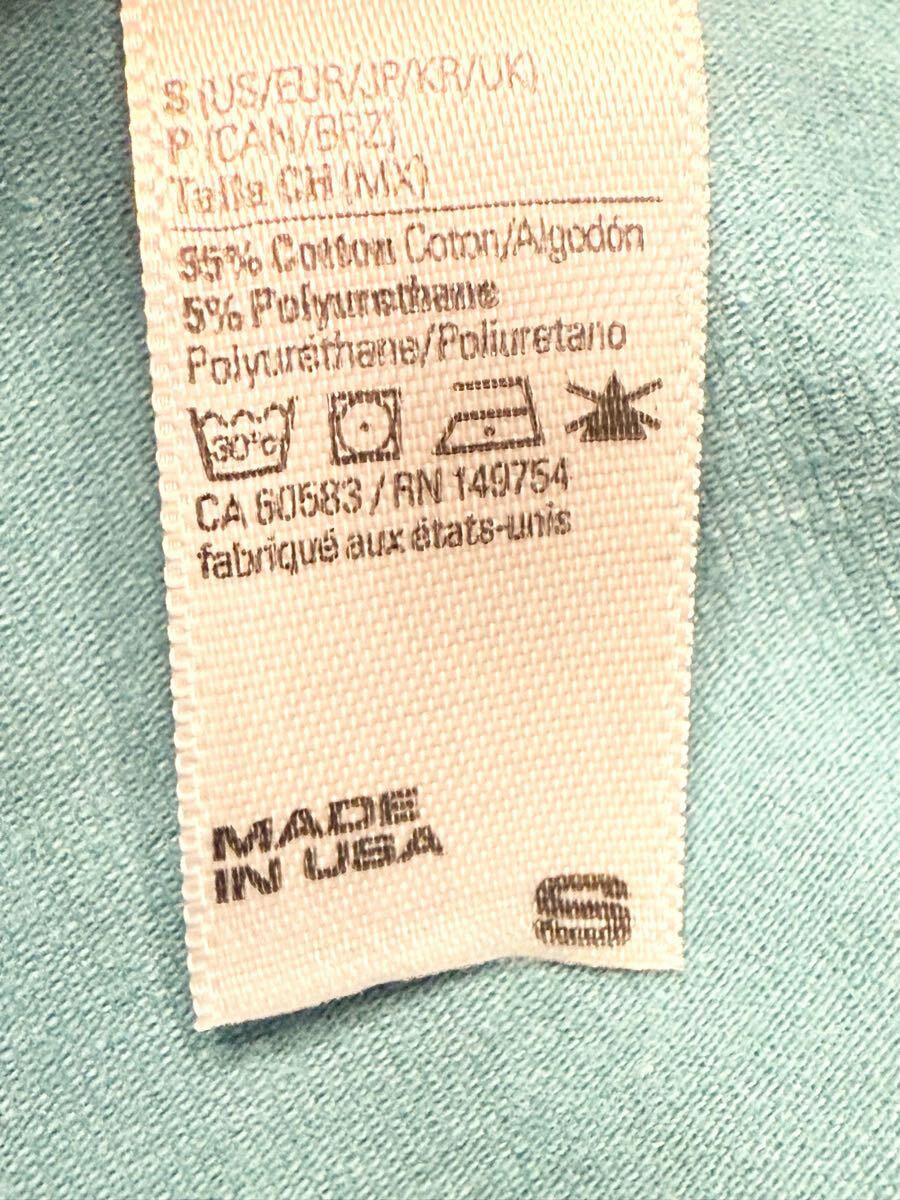 S (US/EUR/JP/KR/UK)
P (CAN/BRZ)
Talla CH (MX)
95% Cotton Coton/Algodón
5% Polyurethane
Polyuréthane/Poliuretano
30°c
CA 60583 / RN 149754
fabriqué aux états-unis
MADE
IN USA
S